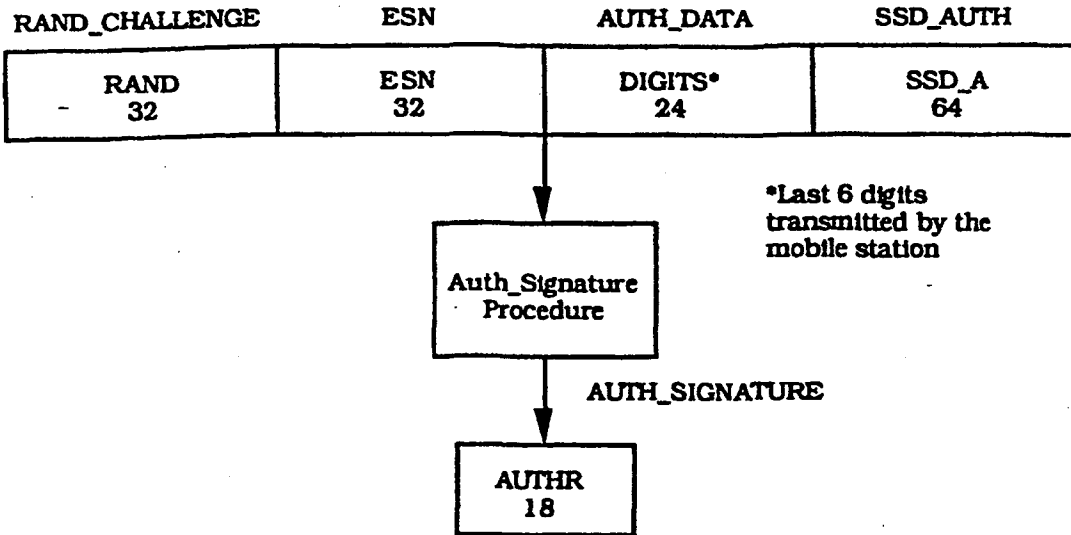 RAND_CHALLENGE ESN AUTH_DATA SSD_AUTH
RAND ESN DIGITS* SSD_A
32 32 24 64
*Last 6 digits
transmitted by the
mobile station
Auth_Signature
Procedure
AUTH_SIGNATURE
AUTHR
18